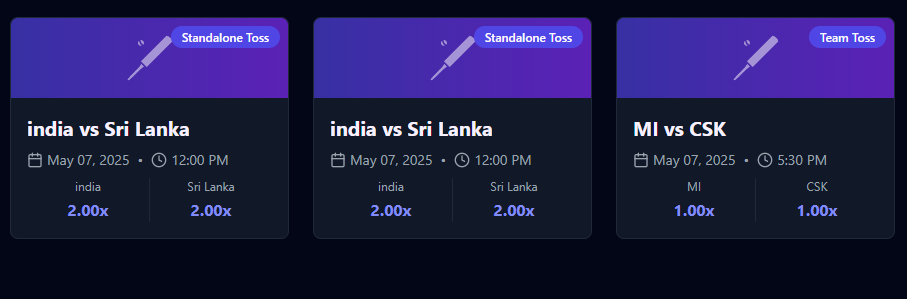 Standalone Toss
india vs Sri Lanka
May 07, 2025 • 12:00 PM
india Sri Lanka
2.00x 2.00x
Standalone Toss
india vs Sri Lanka
May 07, 2025 • 12:00 PM
india Sri Lanka
2.00x 2.00x
Team Toss
MI vs CSK
May 07, 2025 • 5:30 PM
MI CSK
1.00x 1.00x